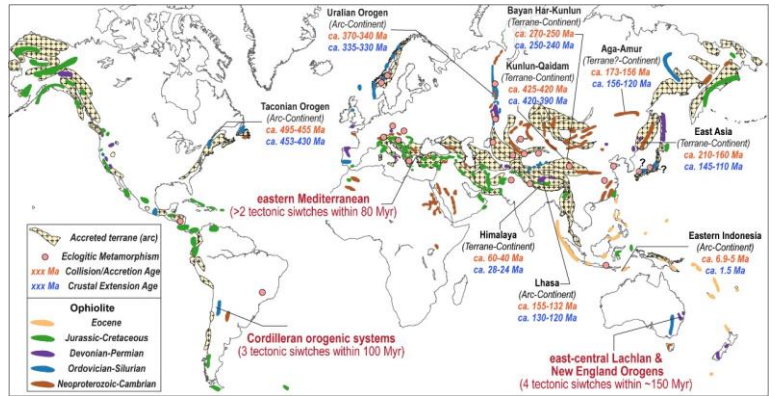 Uralian Orogen
(Arc-Continent)
ca. 370-340 Ma
ca. 335-330 Ma
Bayan Har-Kunlun
(Terrane-Continent)
ca. 270-250 Ma
ca. 250-240 Ma
Kunlun-Qaidam
(Terrane-Continent)
ca. 425-420 Ma
ca. 420-390 Ma
Aga-Amur
(Terrane?-Continent)
ca. 173-156 Ma
ca. 156-120 Ma
Taconian Orogen
(Arc-Continent)
ca. 495-455 Ma
ca. 453-430 Ma
East Asia
(Terrane-Continent)
ca. 210-160 Ma
ca. 145-110 Ma
?
?
eastern Mediterranean
(>2 tectonic siwtches within 80 Myr)
Himalaya
(Terrane-Continent)
ca. 60-40 Ma
ca. 28-24 Ma
Lhasa
(Arc-Continent)
ca. 155-132 Ma
ca. 130-120 Ma
Eastern Indonesia
(Arc-Continent)
ca. 6.9-5 Ma
ca. 1.5 Ma
Cordilleran orogenic systems
(3 tectonic siwtches within 100 Myr)
east-central Lachlan &
New England Orogens
(4 tectonic siwtches within ~150 Myr)
Accreted terrane (arc)
Eclogitic Metamorphism
xxx Ma Collision/Accretion Age
xxx Ma Crustal Extension Age
Ophiolite
Eocene
Jurassic-Cretaceous
Devonian-Permian
Ordovician-Silurian
Neoproterozoic-Cambrian